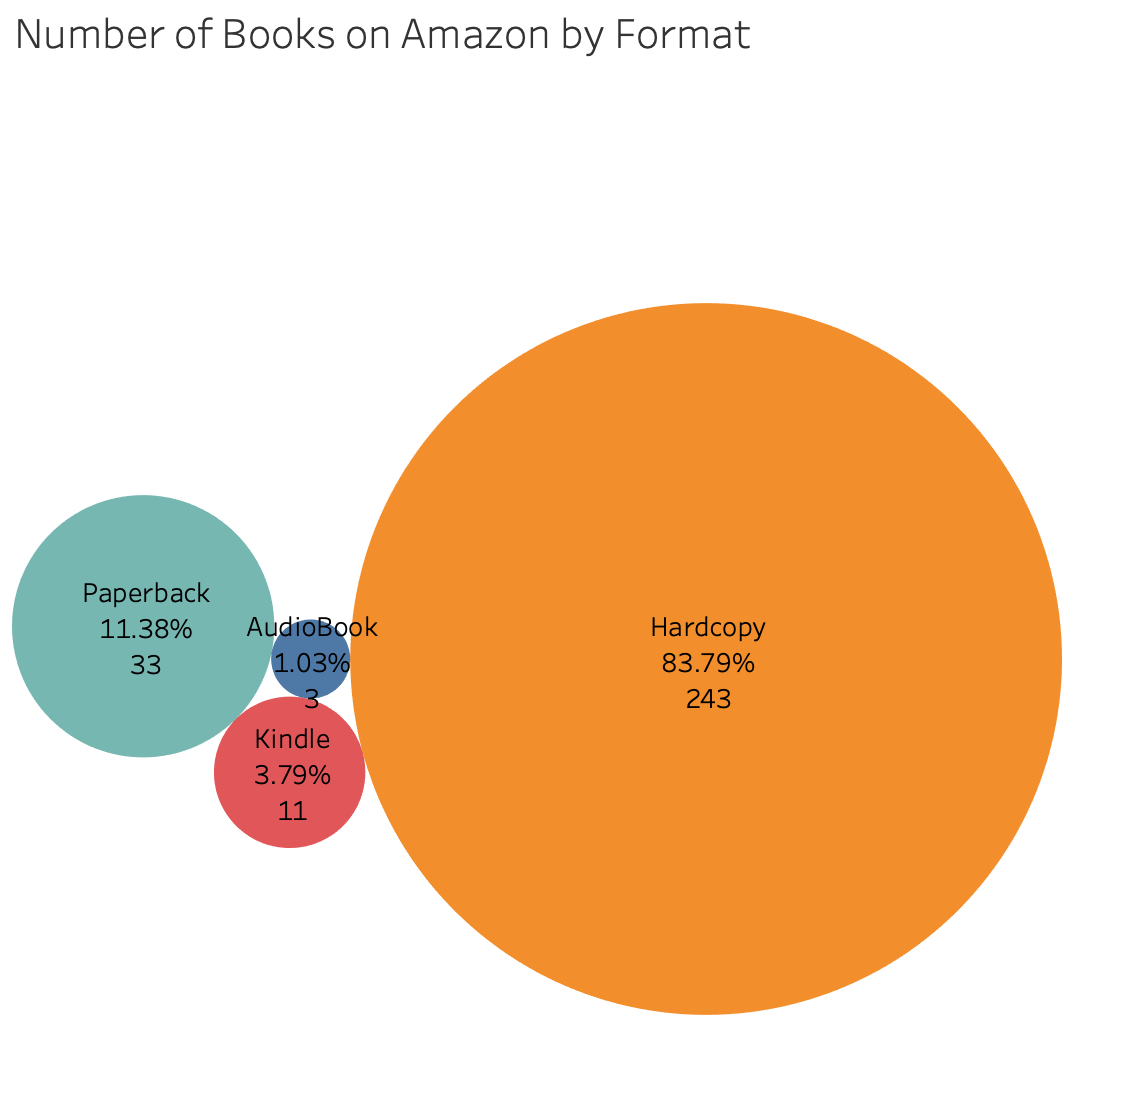 Number of Books on Amazon by Format
Paperback
11.38%
33
AudioBook
1.03%
3
Kindle
3.79%
11
Hardcopy
83.79%
243